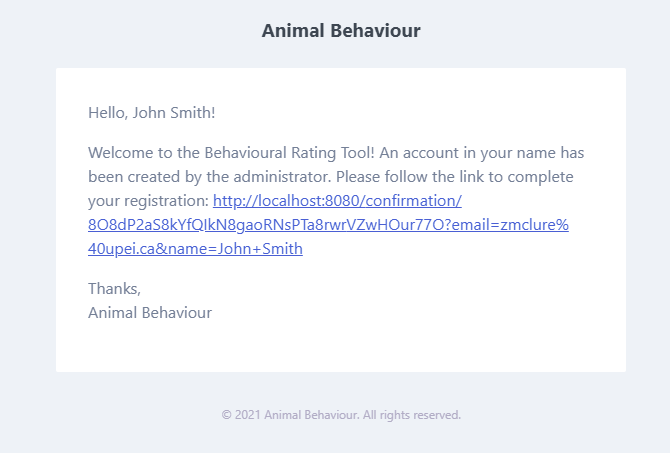 Animal Behaviour
Hello, John Smith!
Welcome to the Behavioural Rating Tool! An account in your name has
been created by the administrator. Please follow the link to complete
your registration: http://localhost:8080/confirmation/
8O8dP2aS8kYfQIkN8gaoRNsPTa8rwrVZwHOur77O?email=zmclure%
40upei.ca&name=John+Smith
Thanks,
Animal Behaviour
© 2021 Animal Behaviour. All rights reserved.